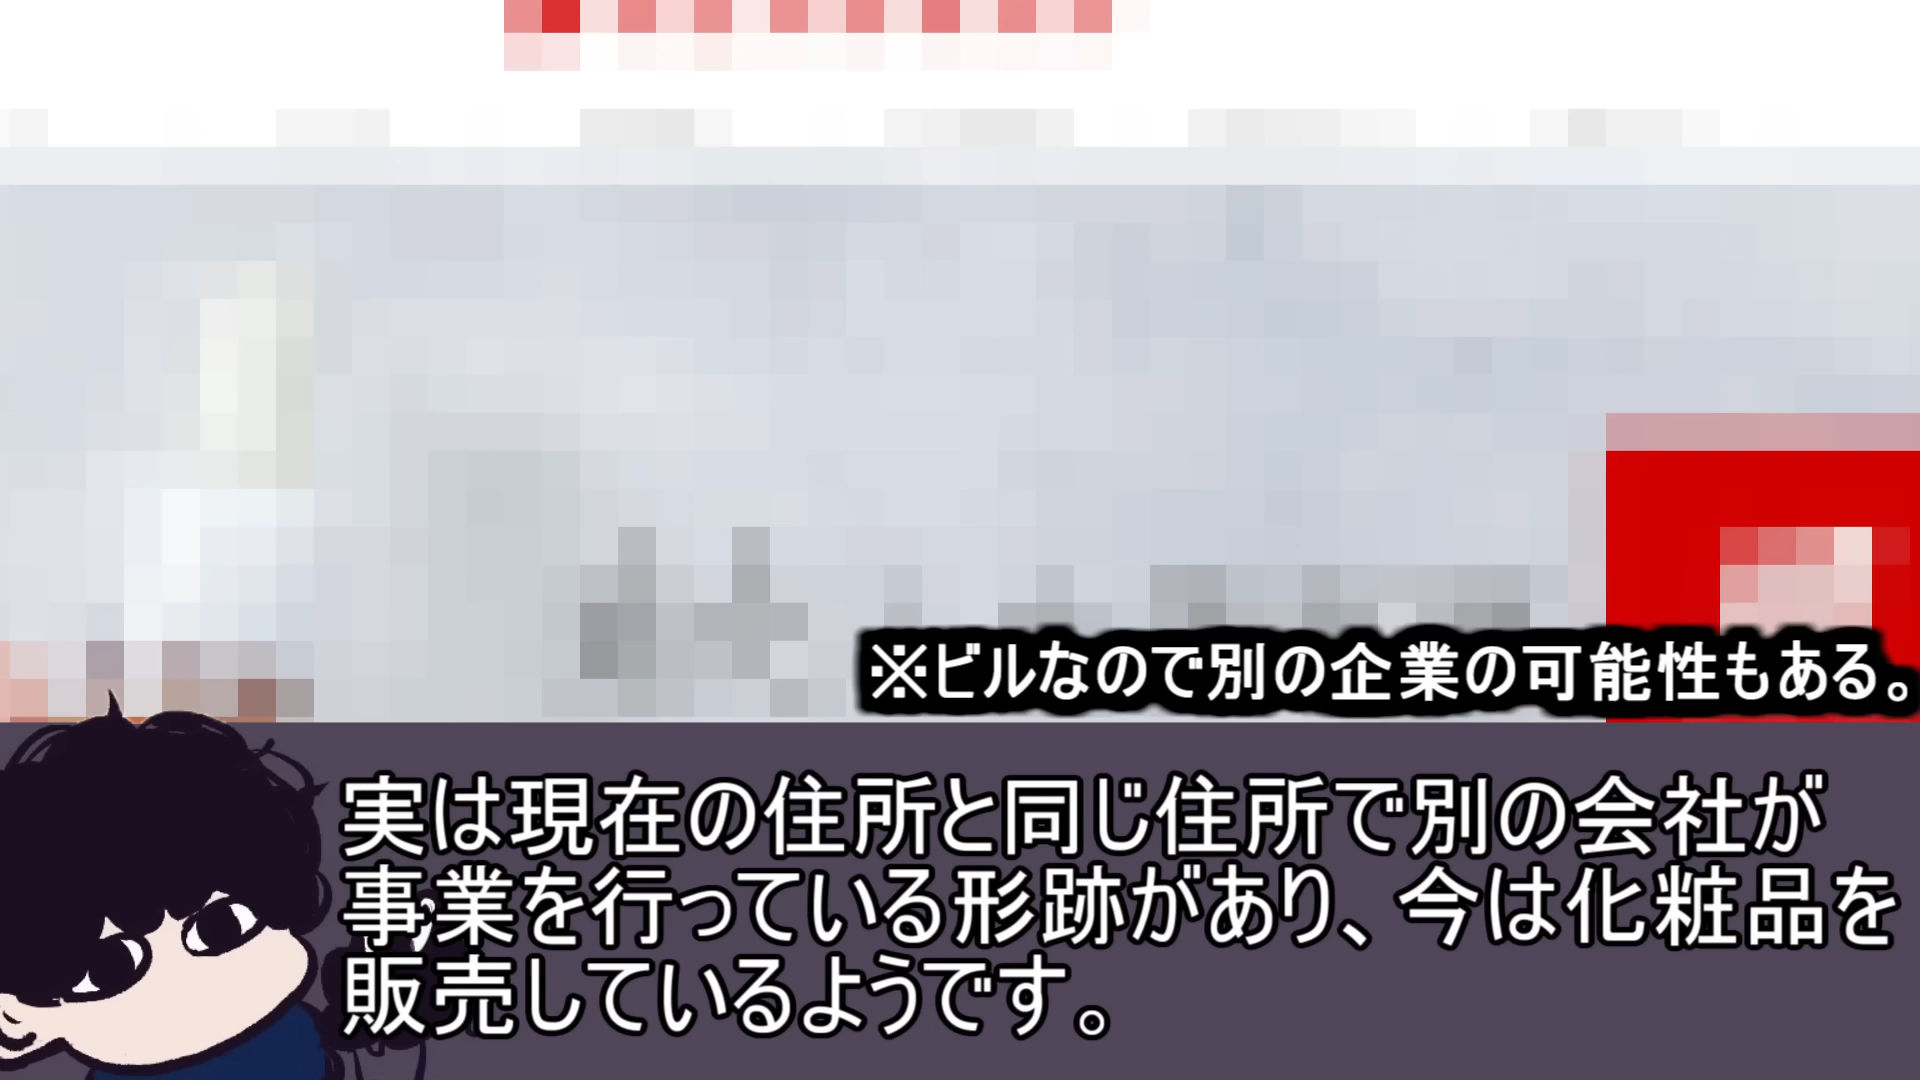 ※ビルなので別の企業の可能性もある。
実は現在の住所と同じ住所で別の会社が
事業を行っている形跡があり、今は化粧品を
販売しているようです。